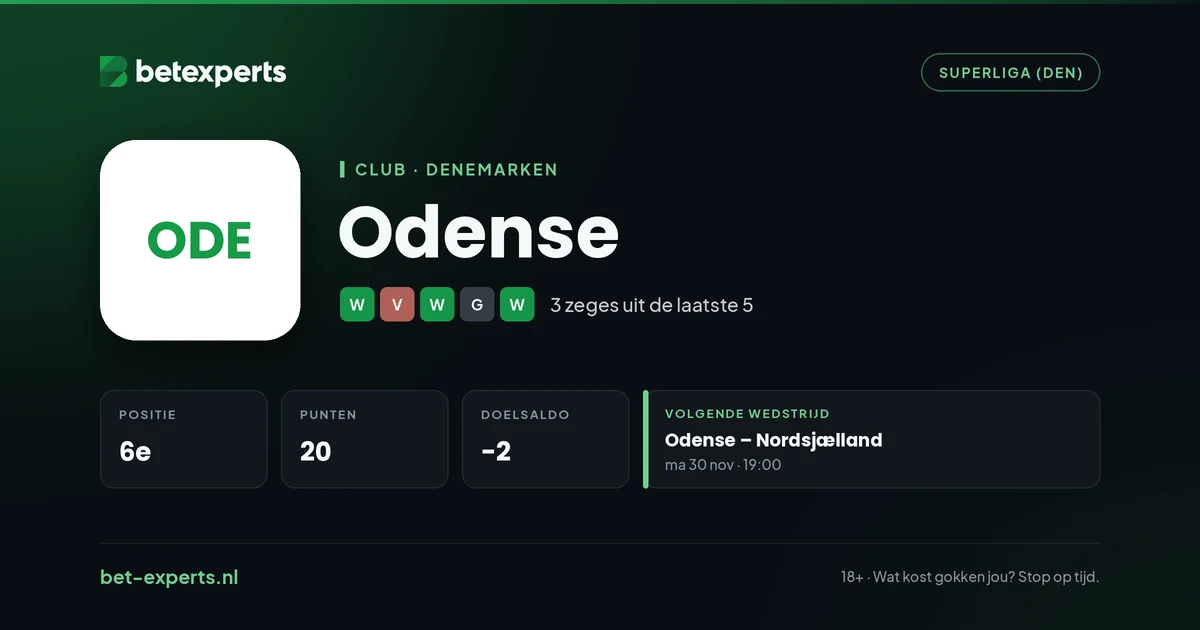 betexperts
SUPERLIGA (DEN)
ODE
CLUB · DENEMARKEN
Odense
W V W G W 3 zeges uit de laatste 5
POSITIE
6e
PUNTEN
20
DOELSALDO
-2
VOLGENDE WEDSTRIJD
Odense – Nordsjælland
ma 30 nov · 19:00
bet-experts.nl
18+ · Wat kost gokken jou? Stop op tijd.